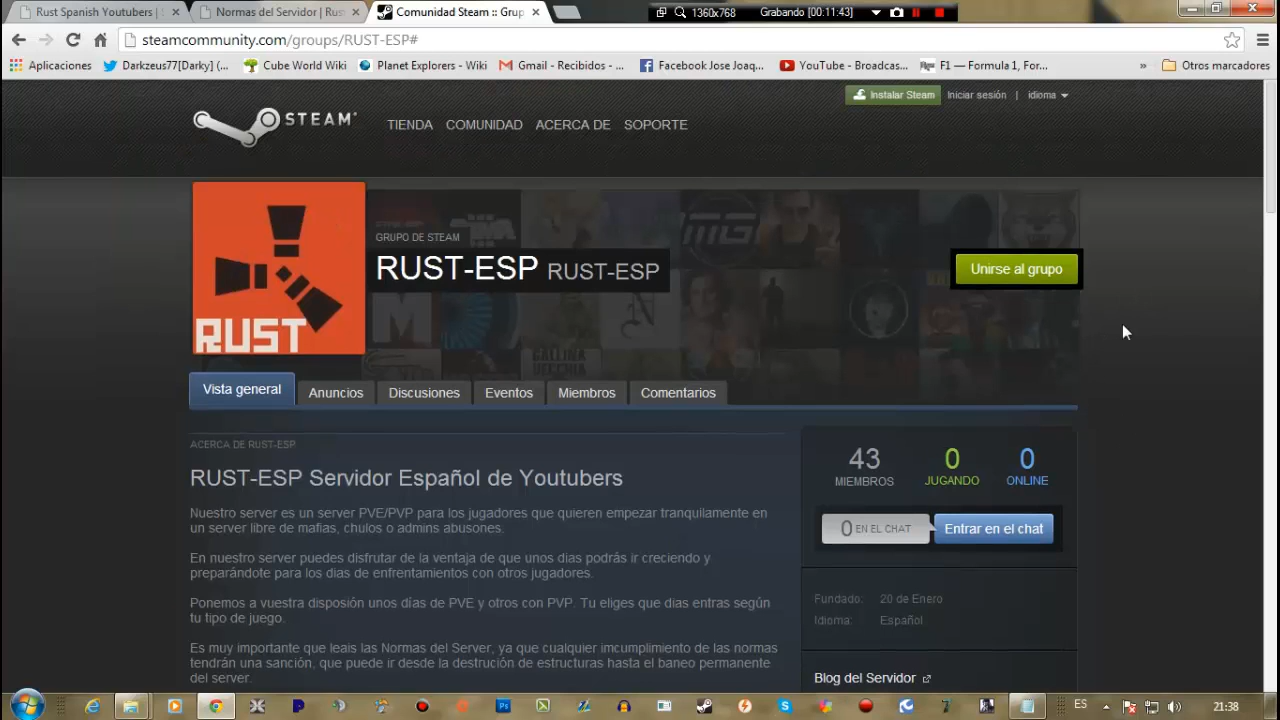 Rust Spanish Youtubers | S
Normas del Servidor | Rus
Comunidad Steam :: Grup
1360x768
Grabando [00:11:43]
steamcommunity.com/groups/RUST-ESP#
Aplicaciones
Darkzeus77[Darky] (...
Cube World Wiki
Planet Explorers - Wiki
Gmail - Recibidos - ...
Facebook Jose Joaq...
YouTube - Broadcas...
F1 — Formula 1, For...
»
Otros marcadores
Instalar Steam
Iniciar sesión | idioma
STEAM
TIENDA COMUNIDAD ACERCA DE SOPORTE
RUST
GRUPO DE STEAM
RUST-ESP RUST-ESP
Unirse al grupo
GALLINA
VECCHIA
Vista general
Anuncios
Discusiones
Eventos
Miembros
Comentarios
ACERCA DE RUST-ESP
RUST-ESP Servidor Español de Youtubers
Nuestro server es un server PVE/PVP para los jugadores que quieren empezar tranquilamente en
un server libre de mafias, chulos o admins abusones.
En nuestro server puedes disfrutar de la ventaja de que unos dias podrás ir creciendo y
preparándote para los dias de enfrentamientos con otros jugadores.
Ponemos a vuestra disposión unos días de PVE y otros con PVP. Tu eliges que dias entras según
tu tipo de juego.
Es muy importante que leais las Normas del Server, ya que cualquier imcumplimiento de las normas
tendrán una sanción, que puede ir desde la destrución de estructuras hasta el baneo permanente
del server.
43
MIEMBROS
0
JUGANDO
0
ONLINE
0 EN EL CHAT
Entrar en el chat
Fundado: 20 de Enero
Idioma: Español
Blog del Servidor
ES
21:38